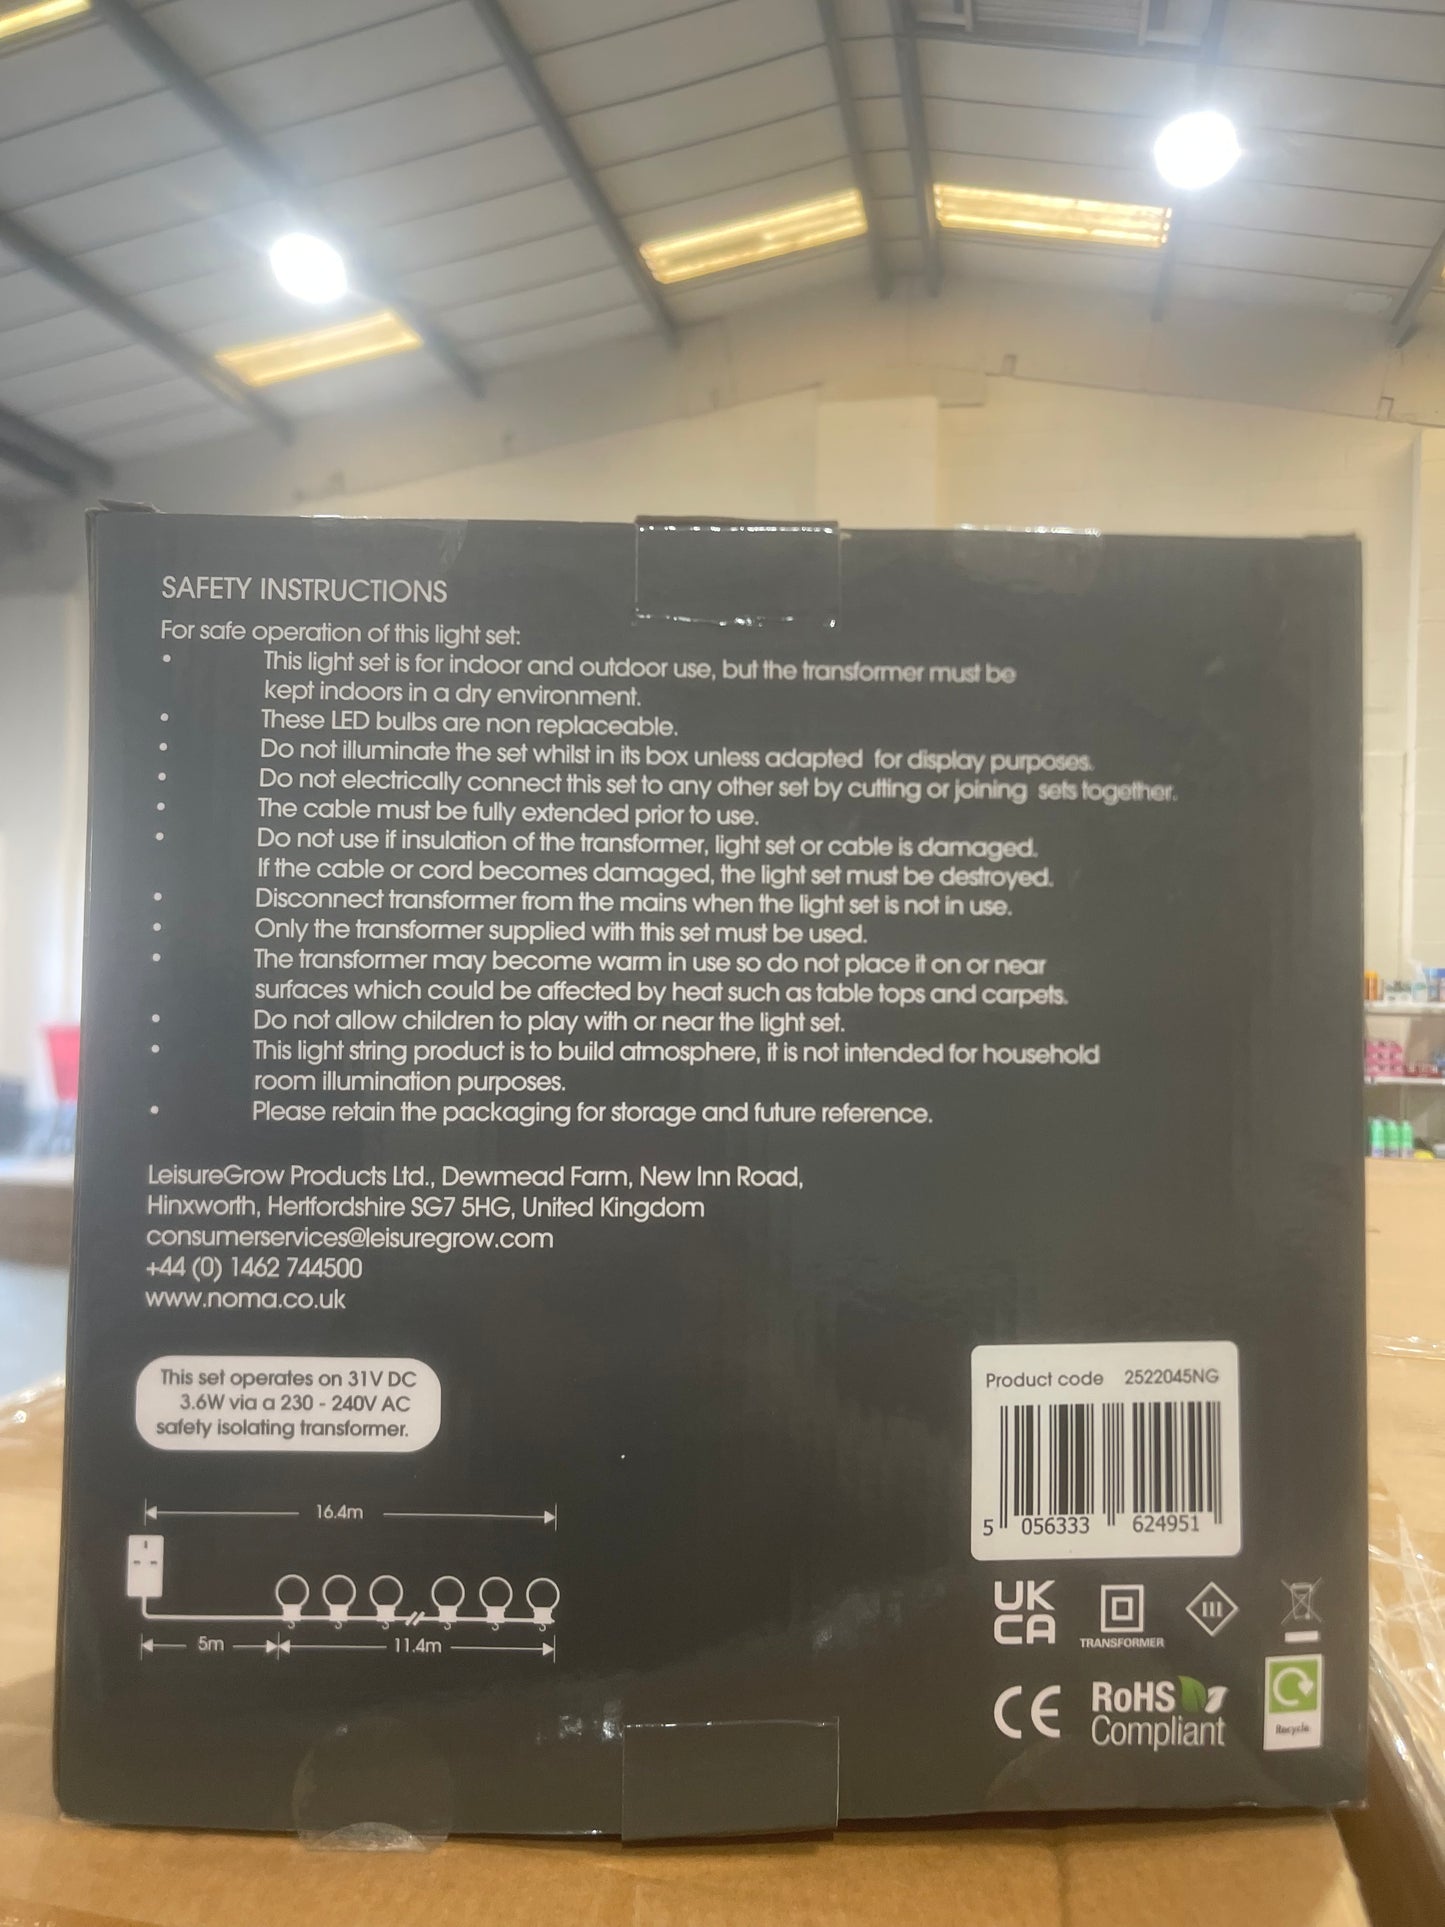 SAFETY INSTRUCTIONS
For safe operation of this light set:
• This light set is for indoor and outdoor use, but the transformer must be
kept indoors in a dry environment.
• These LED bulbs are non replaceable.
• Do not illuminate the set whilst in its box unless adapted for display purposes.
• Do not electrically connect this set to any other set by cutting or joining sets together.
• The cable must be fully extended prior to use.
• Do not use if insulation of the transformer, light set or cable is damaged.
If the cable or cord becomes damaged, the light set must be destroyed.
• Disconnect transformer from the mains when the light set is not in use.
• Only the transformer supplied with this set must be used.
• The transformer may become warm in use so do not place it on or near
surfaces which could be affected by heat such as table tops and carpets.
• Do not allow children to play with or near the light set.
• This light string product is to build atmosphere, it is not intended for household
room illumination purposes.
• Please retain the packaging for storage and future reference.
LeisureGrow Products Ltd., Dewmead Farm, New Inn Road,
Hinxworth, Hertfordshire SG7 5HG, United Kingdom
consumerservices@leisuregrow.com
+44 (0) 1462 744500
www.noma.co.uk
This set operates on 31V DC
3.6W via a 230 - 240V AC
safety isolating transformer.
16.4m
5m 11.4m
Product code 2522045NG
5 056333 624951
UK
CA
TRANSFORMER
III
CE
RoHS
Compliant
Recycle